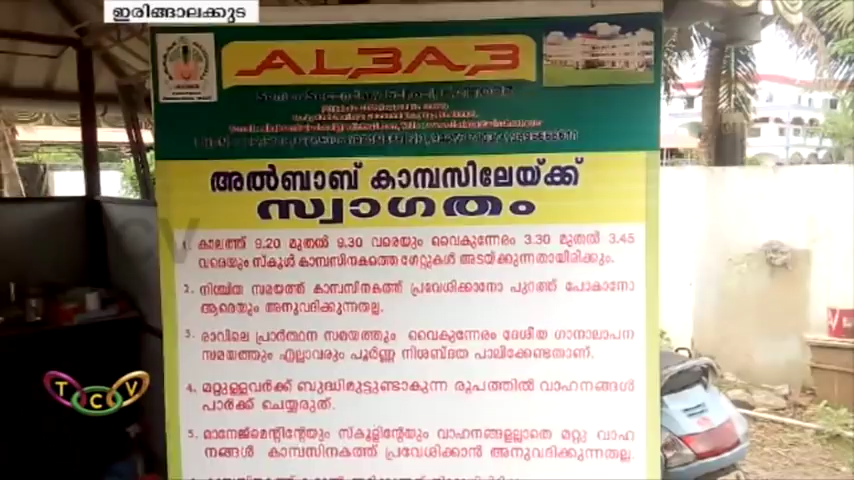 ഇരിങ്ങാലക്കുട
ALBAB
അൽബാബ് കാമ്പസിലേയ്ക്ക്
സ്വാഗതം
1. കാലത്ത് 9.20 മുതൽ 9.30 വരെയും വൈകുന്നേരം 3.30 മുതൽ 3.45
വരെയും സ്കൂൾ കാമ്പസിനകത്തെ ഗേറ്റുകൾ അടയ്ക്കുന്നതായിരിക്കും.
2. നിശ്ചിത സമയത്ത് കാമ്പസിനകത്ത് പ്രവേശിക്കാനോ പുറത്ത് പോകാനോ
ആരേയും അനുവദിക്കുന്നതല്ല.
3. രാവിലെ പ്രാർത്ഥന സമയത്തും വൈകുന്നേരം ദേശീയ ഗാനാലാപന
സമയത്തും എല്ലാവരും പൂർണ്ണ നിശബ്ദത പാലിക്കേണ്ടതാണ്.
4. മറ്റുള്ളവർക്ക് ബുദ്ധിമുട്ടുണ്ടാകുന്ന രൂപത്തിൽ വാഹനങ്ങൾ
പാർക്ക് ചെയ്യരുത്.
5. മാനേജ്മെന്റിന്റേയും സ്കൂളിന്റേയും വാഹനങ്ങളല്ലാതെ മറ്റു വാഹ
നങ്ങൾ കാമ്പസിനകത്ത് പ്രവേശിക്കാൻ അനുവദിക്കുന്നതല്ല.
TCV